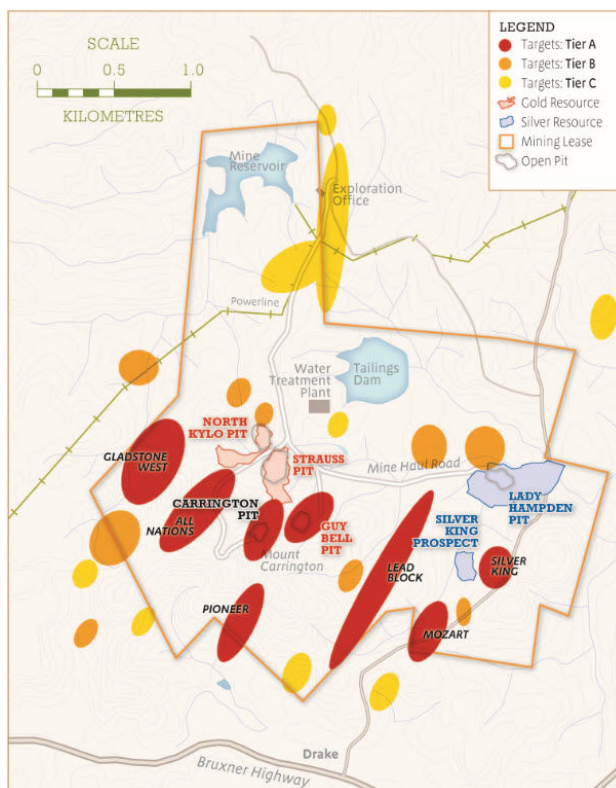 SCALE
0 0.5 1.0
KILOMETRES
LEGEND
Targets: Tier A
Targets: Tier B
Targets: Tier C
Gold Resource
Silver Resource
Mining Lease
Open Pit
Mine
Reservoir
Exploration
Office
Powerline
Water
Treatment
Plant
Tailings
Dam
NORTH
KYLO PIT
STRAUSS
PIT
GLADSTONE
WEST
Mine Haul Road
CARRINGTON
PIT
ALL
NATIONS
GUY
BELL
PIT
Mount
Carrington
LADY
HAMPDEN
PIT
SILVER
KING
PROSPECT
SILVER
KING
LEAD
BLOCK
PIONEER
MOZART
Drake
Bruxner Highway